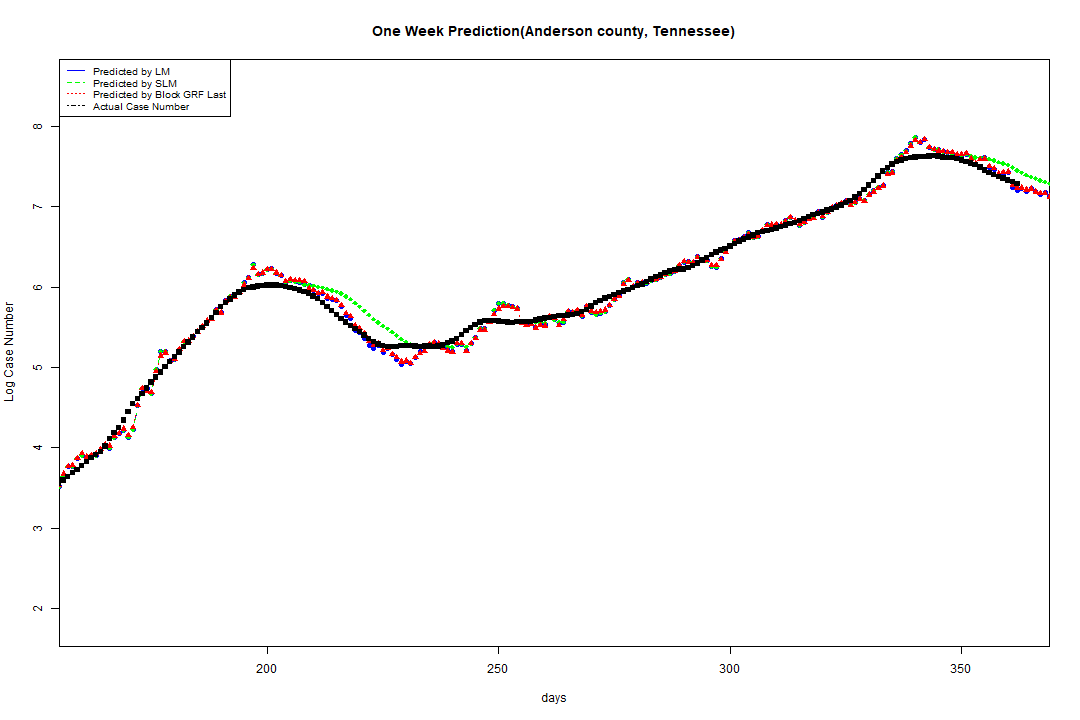 One Week Prediction(Anderson county, Tennessee)
Predicted by LM
Predicted by SLM
Predicted by Block GRF Last
Actual Case Number
8
7
6
5
4
3
2
Log Case Number
200
250
300
350
days